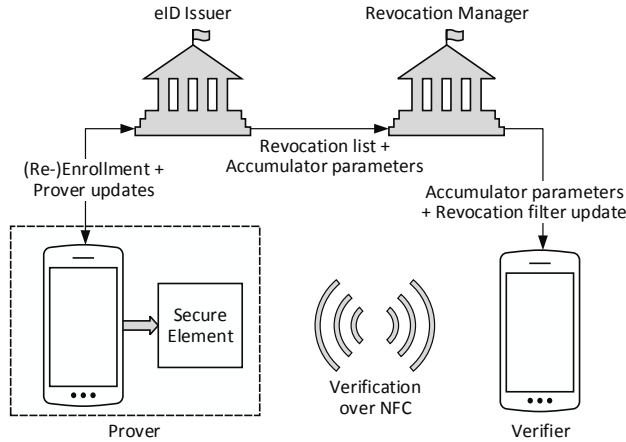 eID Issuer
Revocation Manager
Revocation list +
Accumulator parameters
(Re-)Enrollment +
Prover updates
Accumulator parameters
+ Revocation filter update
Secure
Element
Verification
over NFC
Prover
Verifier